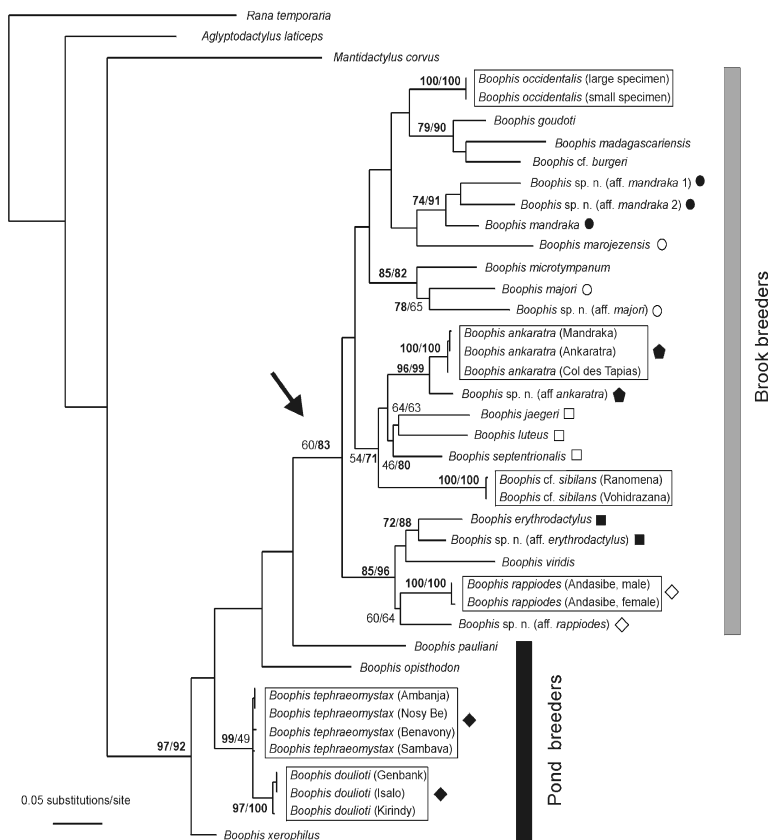 Rana temporaria
Aglyptodactylus laticeps
Mantidactylus corvus
100/100
Boophis occidentalis (large specimen)
Boophis occidentalis (small specimen)
Boophis goudoti
79/90
Boophis madagascariensis
Boophis cf. burgeri
Boophis sp. n. (aff. mandraka 1)
74/91
Boophis sp. n. (aff. mandraka 2)
Boophis mandraka
Boophis marojezensis
85/82
Boophis microtympanum
Boophis majori
78/65
Boophis sp. n. (aff. majori)
Boophis ankaratra (Mandraka)
100/100
Boophis ankaratra (Ankaratra)
Boophis ankaratra (Col des Tapias)
96/99
Boophis sp. n. (aff ankaratra)
64/63
Boophis jaegeri
Boophis luteus
60/83
54/71
46/80
Boophis septentrionalis
100/100
Boophis cf. sibilans (Ranomena)
Boophis cf. sibilans (Vohidrazana)
72/88
Boophis erythrodactylus
Boophis sp. n. (aff. erythrodactylus)
Boophis viridis
85/96
100/100
Boophis rappiodes (Andasibe, male)
Boophis rappiodes (Andasibe, female)
60/64
Boophis sp. n. (aff. rappiodes)
Brook breeders
Boophis pauliani
Boophis opisthodon
Boophis tephraeomystax (Ambanja)
Boophis tephraeomystax (Nosy Be)
Boophis tephraeomystax (Benavony)
Boophis tephraeomystax (Sambava)
97/92
99/49
Boophis doulioti (Genbank)
Boophis doulioti (Isalo)
Boophis doulioti (Kirindy)
97/100
Boophis xerophilus
Pond breeders
0.05 substitutions/site